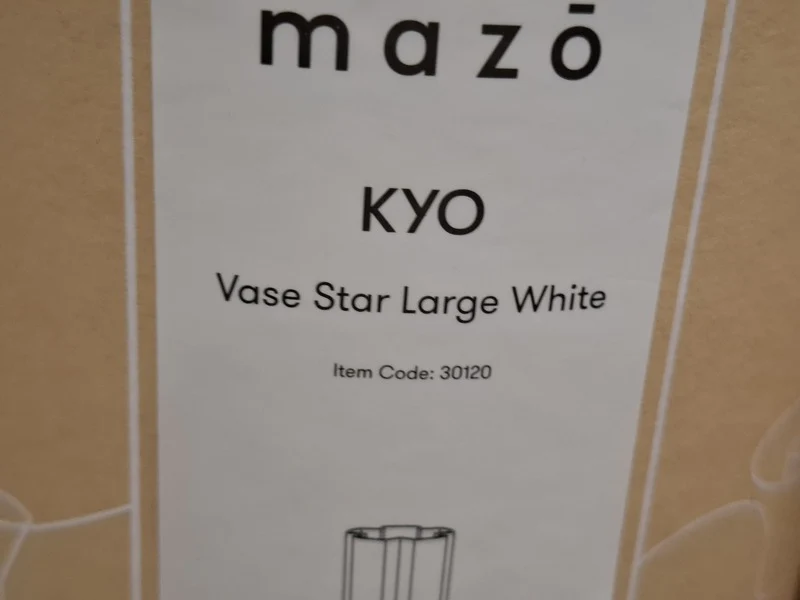 mazō
KYO
Vase Star Large White
Item Code: 30120